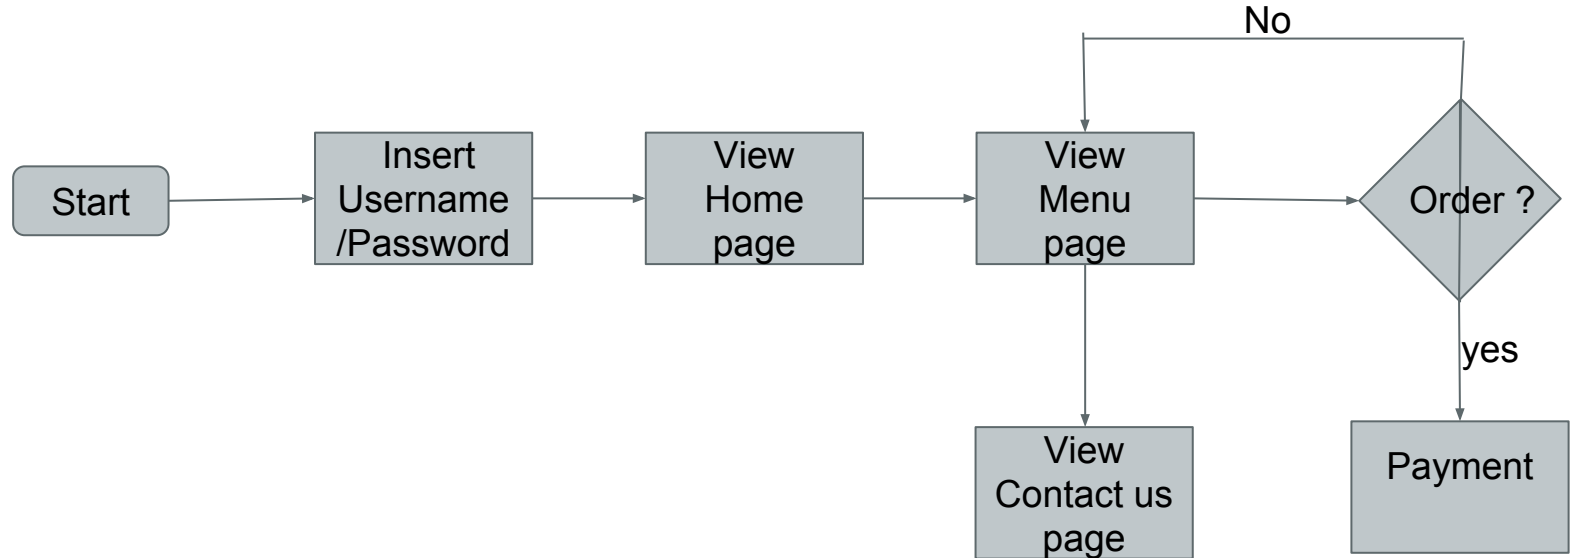 No
Start
Insert
Username
/Password
View
Home
page
View
Menu
page
Order ?
yes
View
Contact us
page
Payment